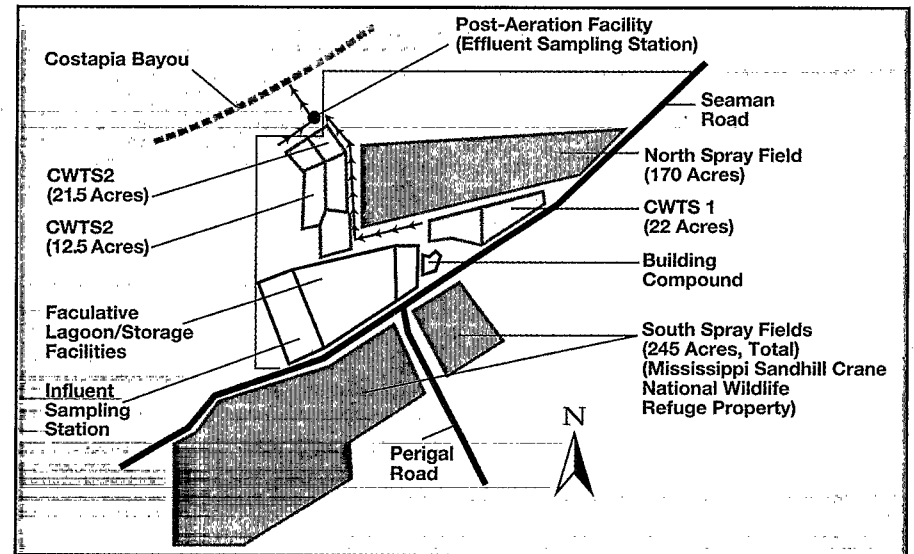 Post-Aeration Facility
(Effluent Sampling Station)
Costapia Bayou
Seaman
Road
North Spray Field
(170 Acres)
CWTS2
(21.5 Acres)
CWTS 1
(22 Acres)
CWTS2
(12.5 Acres)
Building
Compound
Faculative
Lagoon/Storage
Facilities
South Spray Fields
(245 Acres, Total)
(Mississippi Sandhill Crane
National Wildlife
Refuge Property)
Influent
Sampling
Station
N
Perigal
Road